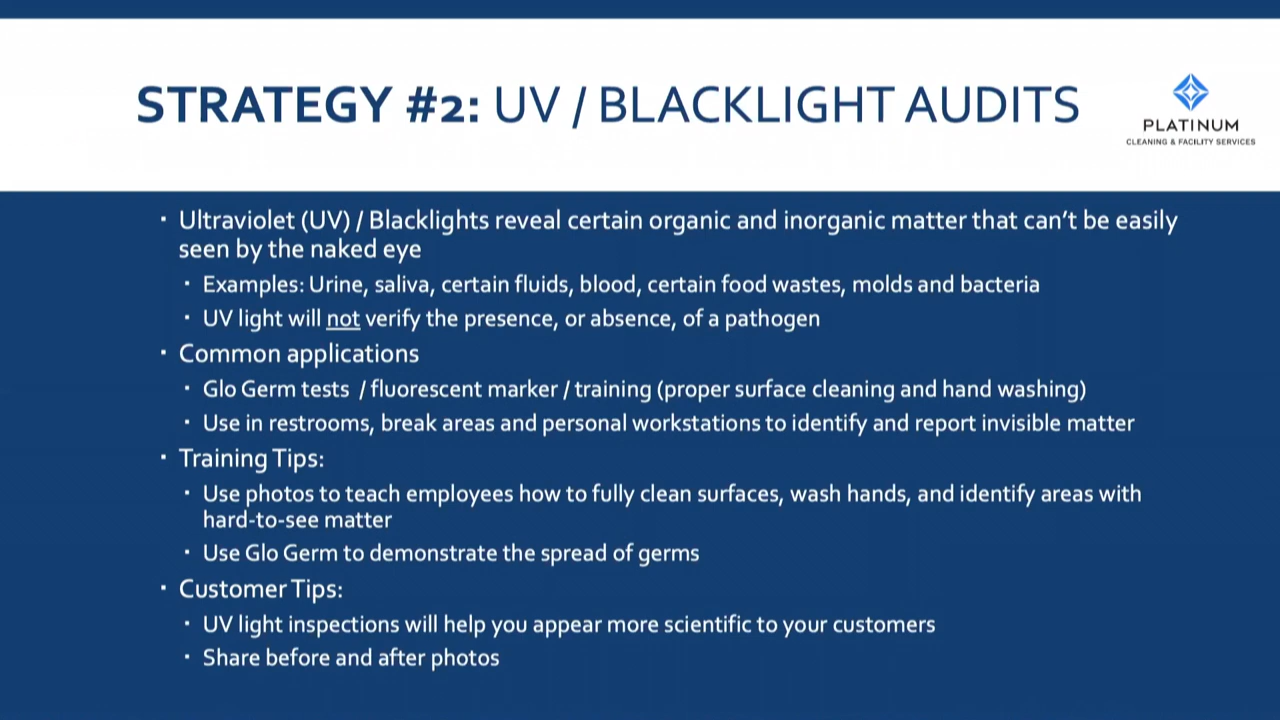 STRATEGY #2: UV / BLACKLIGHT AUDITS
PLATINUM
CLEANING & FACILITY SERVICES
▪ Ultraviolet (UV) / Blacklights reveal certain organic and inorganic matter that can't be easily
seen by the naked eye
▪ Examples: Urine, saliva, certain fluids, blood, certain food wastes, molds and bacteria
▪ UV light will not verify the presence, or absence, of a pathogen
▪ Common applications
▪ Glo Germ tests / fluorescent marker / training (proper surface cleaning and hand washing)
▪ Use in restrooms, break areas and personal workstations to identify and report invisible matter
▪ Training Tips:
▪ Use photos to teach employees how to fully clean surfaces, wash hands, and identify areas with
hard-to-see matter
▪ Use Glo Germ to demonstrate the spread of germs
▪ Customer Tips:
▪ UV light inspections will help you appear more scientific to your customers
▪ Share before and after photos